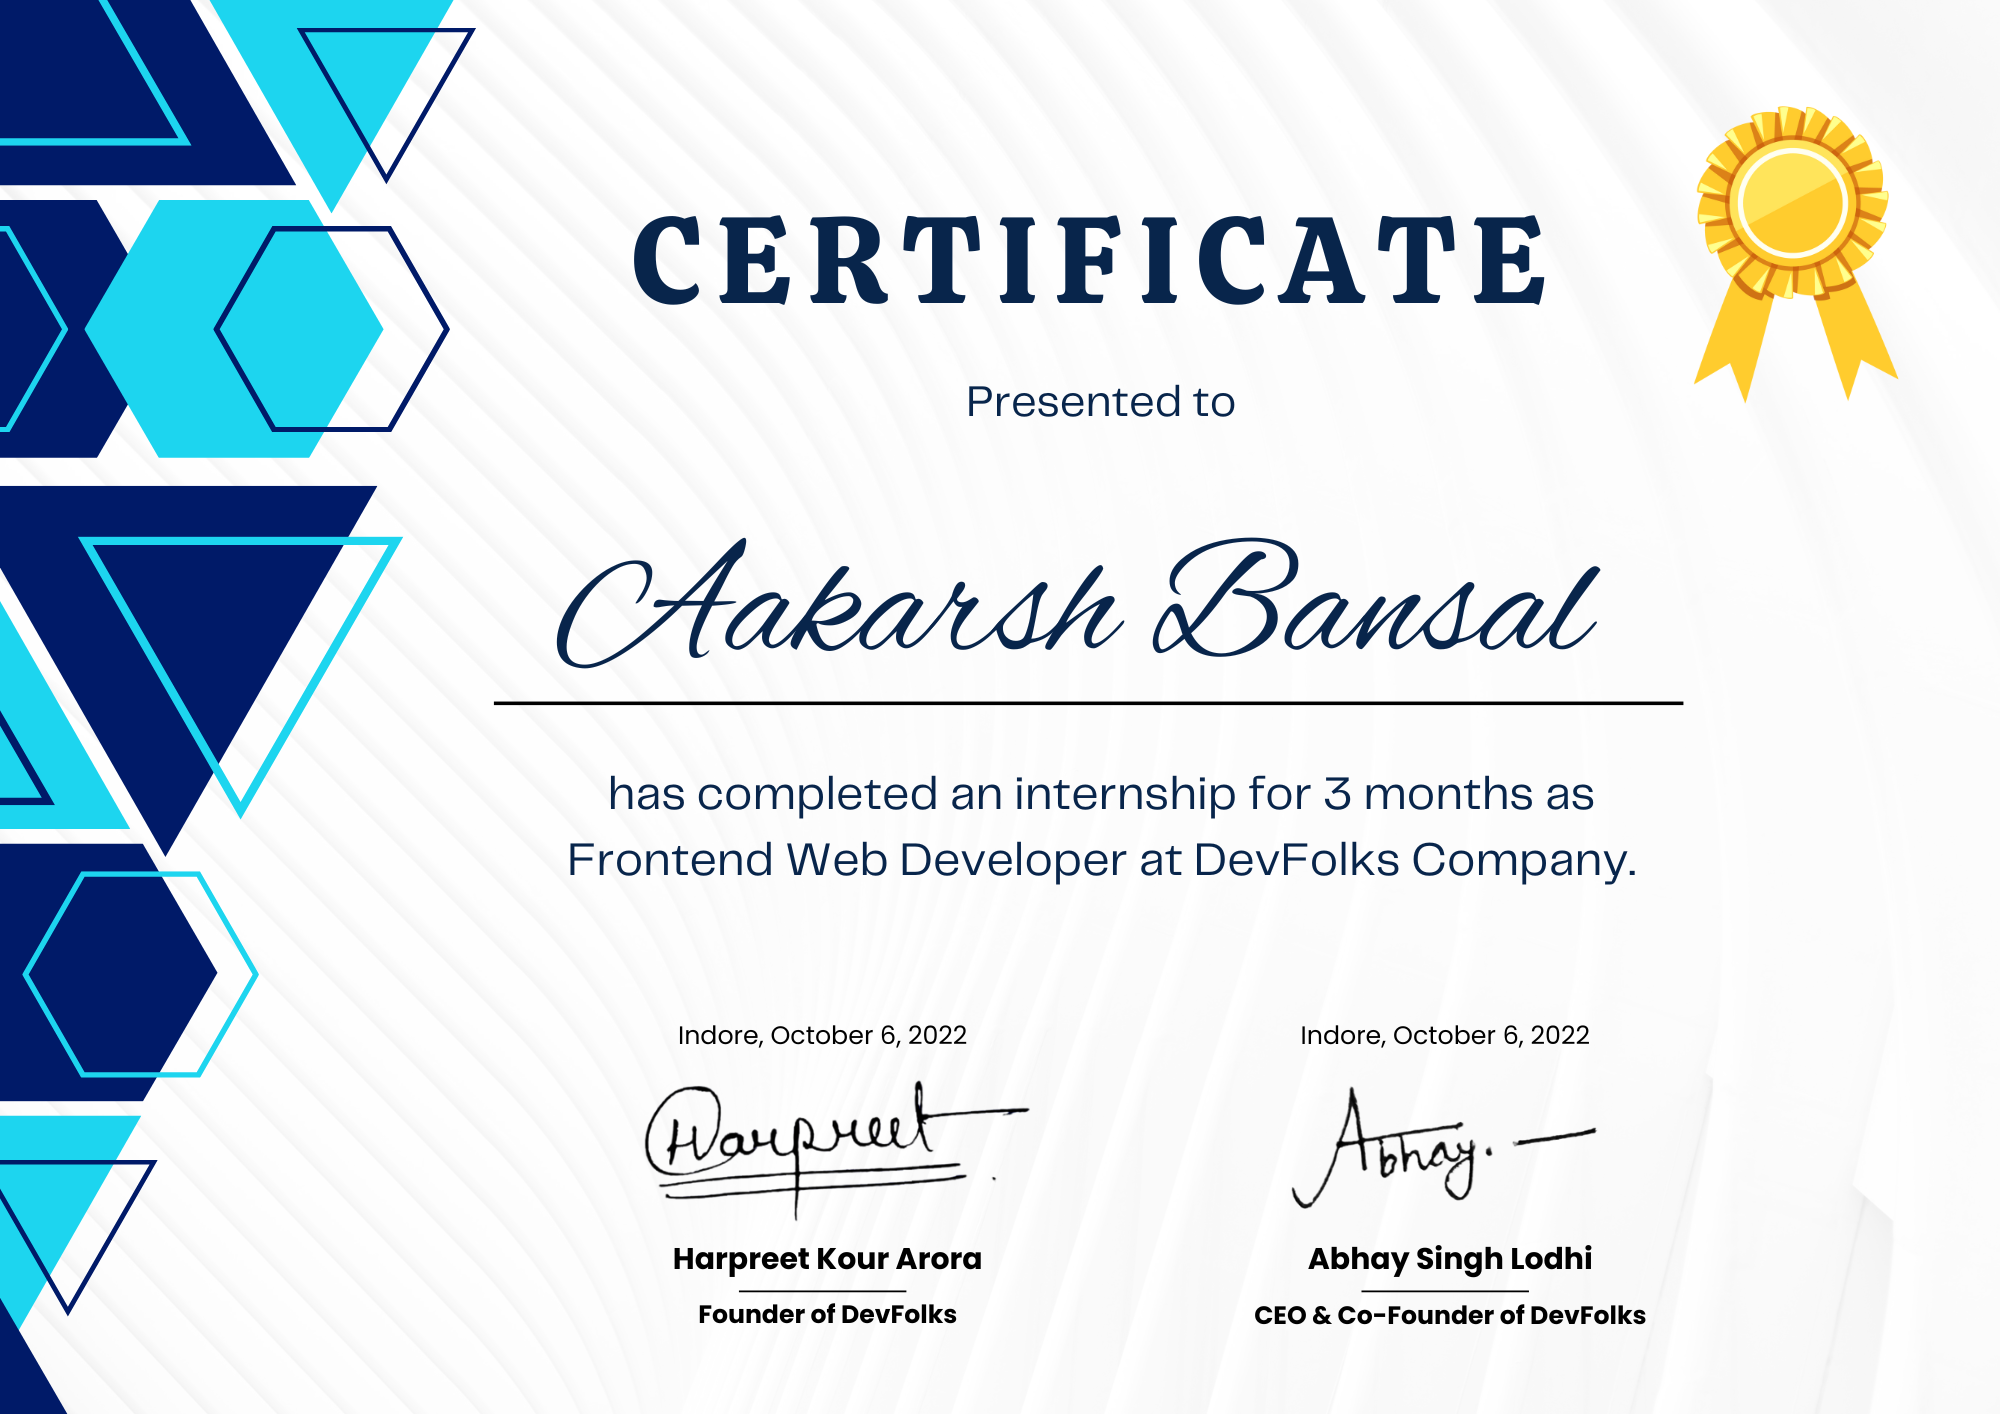 CERTIFICATE
Presented to
Aakarsh Bansal
has completed an internship for 3 months as
Frontend Web Developer at DevFolks Company.
Indore, October 6, 2022
Harpreet
Harpreet Kour Arora
Founder of DevFolks
Indore, October 6, 2022
Abhay.
Abhay Singh Lodhi
CEO & Co-Founder of DevFolks